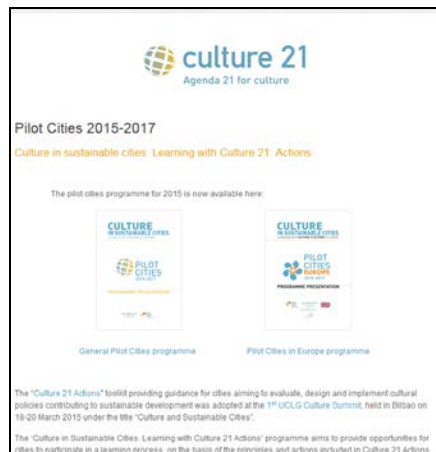 culture 21
Agenda 21 for culture
Pilot Cities 2015-2017
Culture in sustainable cities. Learning with Culture 21: Actions
The pilot cities programme for 2015 is now available here:
CULTURE
IN SUSTAINABLE CITIES
PILOT
CITIES
2015-2017
PROGRAMME PRESENTATION
CULTURE
IN SUSTAINABLE CITIES
PILOT
CITIES
EUROPE
2015-2017
PROGRAMME PRESENTATION
General Pilot Cities programme
Pilot Cities in Europe programme
The "Culture 21 Actions" toolkit providing guidance for cities aiming to evaluate, design and implement cultural
policies contributing to sustainable development was adopted at the 1st UCLG Culture Summit, held in Bilbao on
18-20 March 2015 under the title "Culture and Sustainable Cities".
The 'Culture in Sustainable Cities. Learning with Culture 21 Actions' programme aims to provide opportunities for
cities to participate in a learning process, on the basis of the principles and actions included in Culture 21 Actions